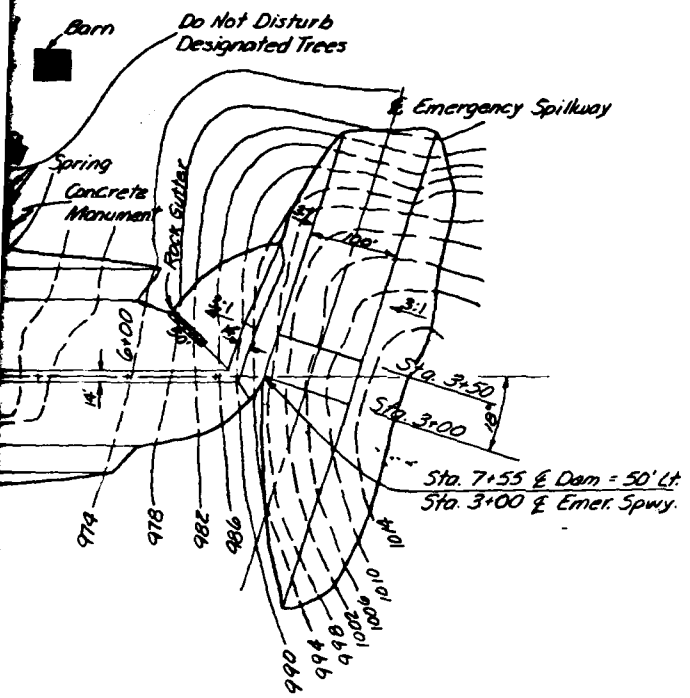 Barn
Do Not Disturb
Designated Trees
℄ Emergency Spillway
Spring
Concrete
Monument
Rock Gutter
100'
3:1
6+00
14'
Sta. 3+50
Sta. 3+00
18°
Sta. 7+55 ℄ Dam = 50' Lt.
Sta. 3+00 ℄ Emer. Spwy.
974
978
982
986
990
994
998
1002
1006
1010
1014